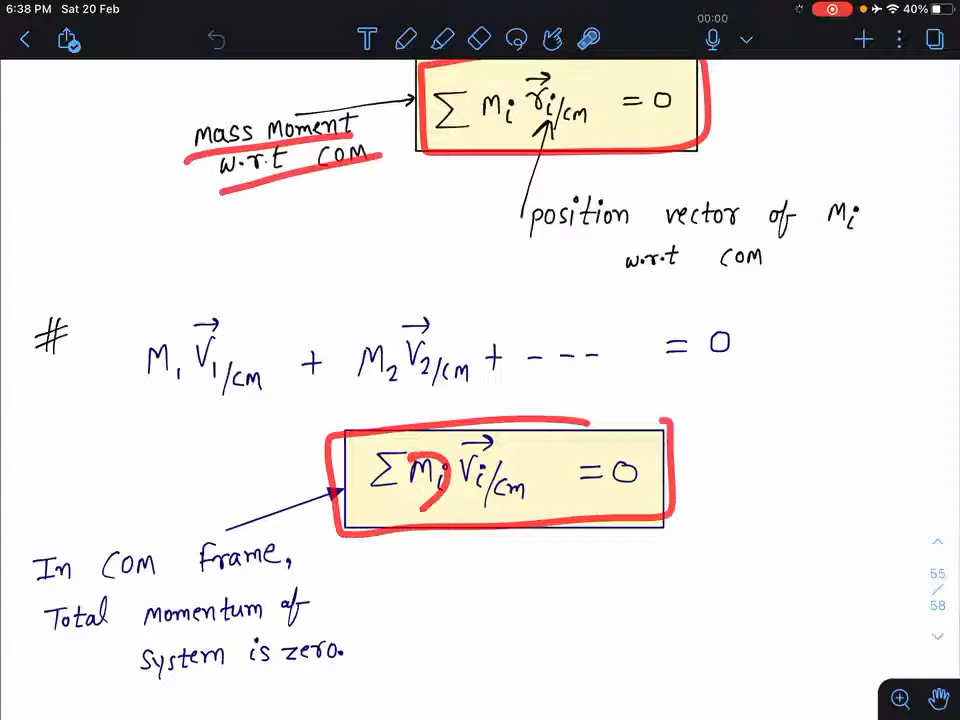 6:38 PM Sat 20 Feb
40%
00:00
Σ Mi r⃗i/cm = 0
Mass Moment
w.r.t COM
position vector of Mi
w.r.t COM
# M1 V⃗1/CM + M2 V⃗2/CM + - - - = 0
Σ Mi V⃗i/cm = 0
In COM Frame,
Total momentum of
system is zero.
55
/
58